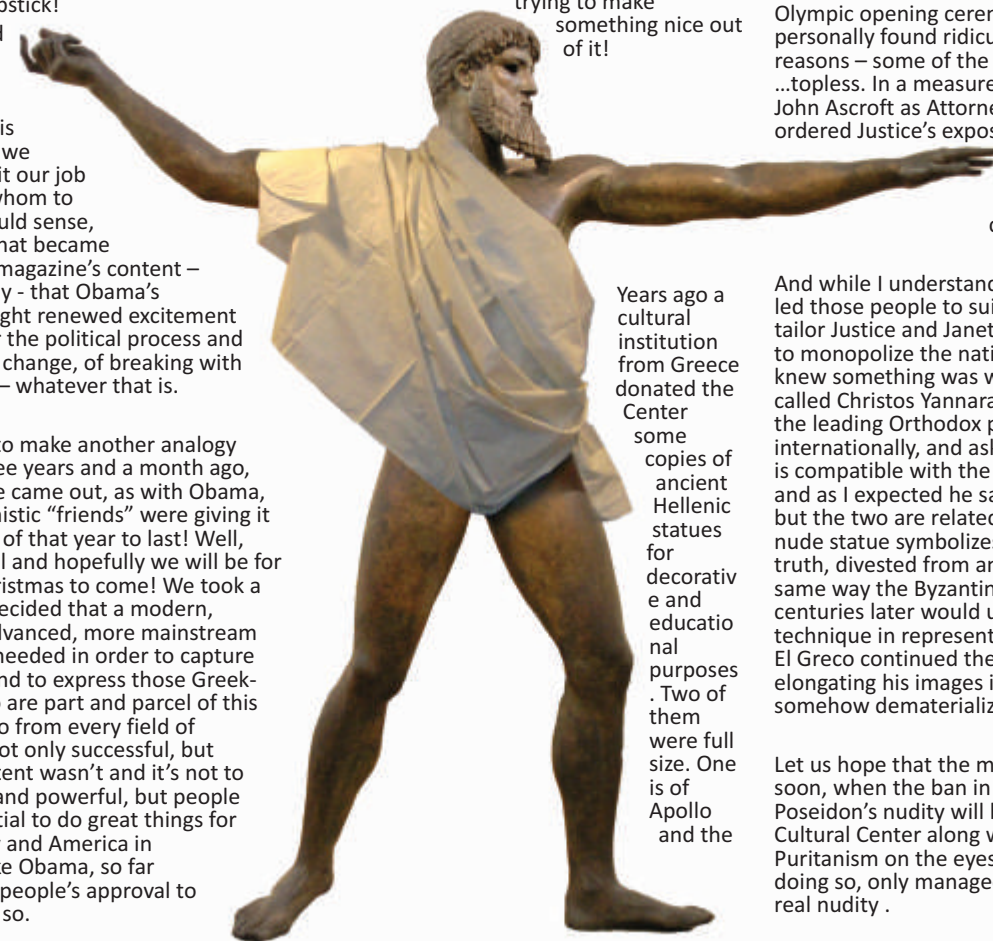 pstick!
is
we
it our job
whom to
uld sense,
hat became
magazine’s content –
y - that Obama’s
ght renewed excitement
r the political process and
change, of breaking with
– whatever that is.
to make another analogy
ee years and a month ago,
e came out, as with Obama,
nistic “friends” were giving it
of that year to last! Well,
l and hopefully we will be for
ristmas to come! We took a
ecided that a modern,
dvanced, more mainstream
needed in order to capture
nd to express those Greek-
o are part and parcel of this
o from every field of
ot only successful, but
tent wasn’t and it’s not to
and powerful, but people
tial to do great things for
y and America in
ke Obama, so far
people’s approval to
so.
trying to make
something nice out
of it!
Years ago a
cultural
institution
from Greece
donated the
Center
some
copies of
ancient
Hellenic
statues
for
decorativ
e and
educatio
nal
purposes
. Two of
them
were full
size. One
is of
Apollo
and the
Olympic opening ceren
personally found ridicu
reasons – some of the
...topless. In a measure
John Ascroft as Attorne
ordered Justice’s expos
And while I understand
led those people to sui
tailor Justice and Janet
to monopolize the nati
knew something was w
called Christos Yannara
the leading Orthodox p
internationally, and asl
is compatible with the
and as I expected he sa
but the two are related
nude statue symbolizes
truth, divested from ar
same way the Byzantin
centuries later would u
technique in represent
El Greco continued the
elongating his images i
somehow dematerializ
Let us hope that the m
soon, when the ban in
Poseidon’s nudity will l
Cultural Center along w
Puritanism on the eyes
doing so, only manage
real nudity .